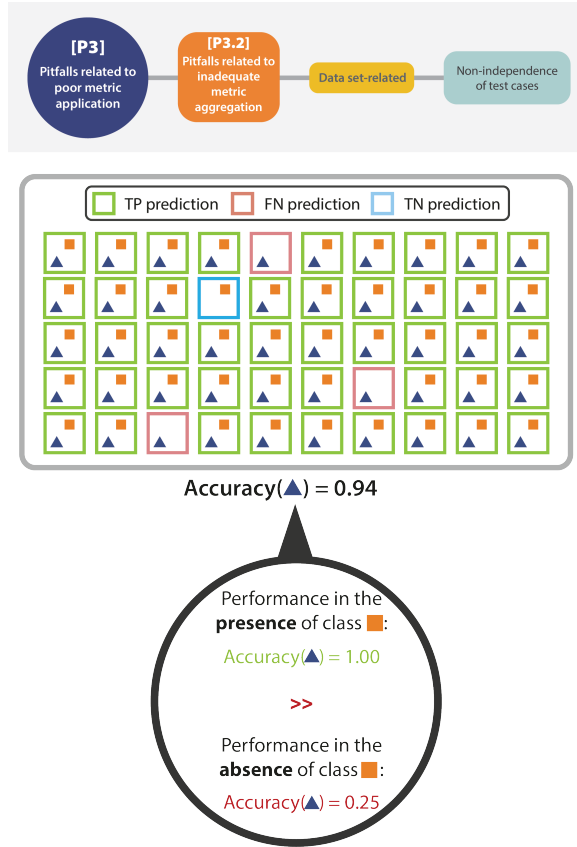 [P3]
Pitfalls related to
poor metric
application
[P3.2]
Pitfalls related to
inadequate
metric
aggregation
Data set-related
Non-independence
of test cases
TP prediction
FN prediction
TN prediction
Accuracy( ) = 0.94
Performance in the
presence of class :
Accuracy( ) = 1.00
>>
Performance in the
absence of class :
Accuracy( ) = 0.25